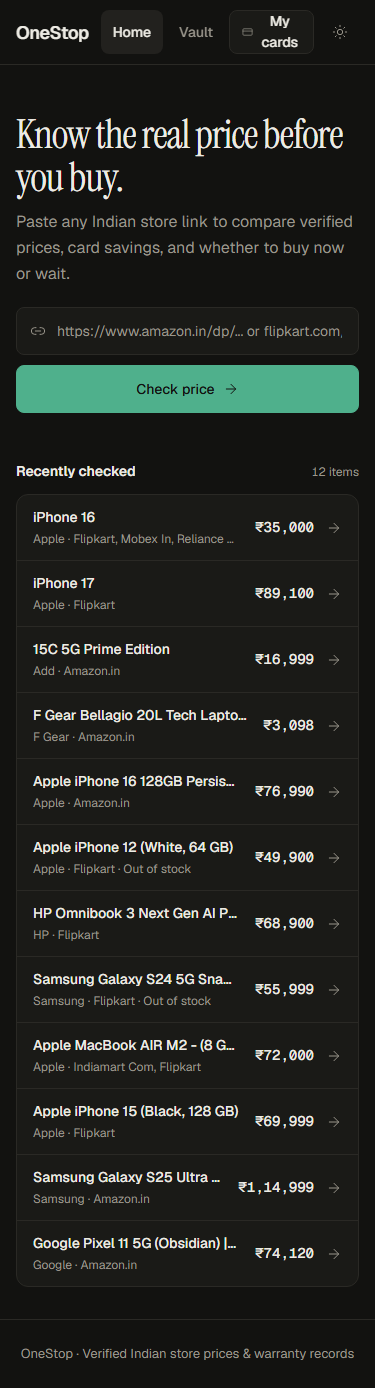 OneStop
Home
Vault
My
cards
Know the real price before
you buy.
Paste any Indian store link to compare verified
prices, card savings, and whether to buy now
or wait.
https://www.amazon.in/dp/... or flipkart.com,
Check price →
Recently checked
12 items
iPhone 16
Apple · Flipkart, Mobex In, Reliance ...
₹35,000 →
iPhone 17
Apple · Flipkart
₹89,100 →
15C 5G Prime Edition
Add · Amazon.in
₹16,999 →
F Gear Bellagio 20L Tech Lapto...
F Gear · Amazon.in
₹3,098 →
Apple iPhone 16 128GB Persis...
Apple · Amazon.in
₹76,990 →
Apple iPhone 12 (White, 64 GB)
Apple · Flipkart · Out of stock
₹49,900 →
HP Omnibook 3 Next Gen AI P...
HP · Flipkart
₹68,900 →
Samsung Galaxy S24 5G Sna...
Samsung · Flipkart · Out of stock
₹55,999 →
Apple MacBook AIR M2 - (8 G...
Apple · Indiamart Com, Flipkart
₹72,000 →
Apple iPhone 15 (Black, 128 GB)
Apple · Flipkart
₹69,999 →
Samsung Galaxy S25 Ultra ...
Samsung · Amazon.in
₹1,14,999 →
Google Pixel 11 5G (Obsidian) |...
Google · Amazon.in
₹74,120 →
OneStop · Verified Indian store prices & warranty records